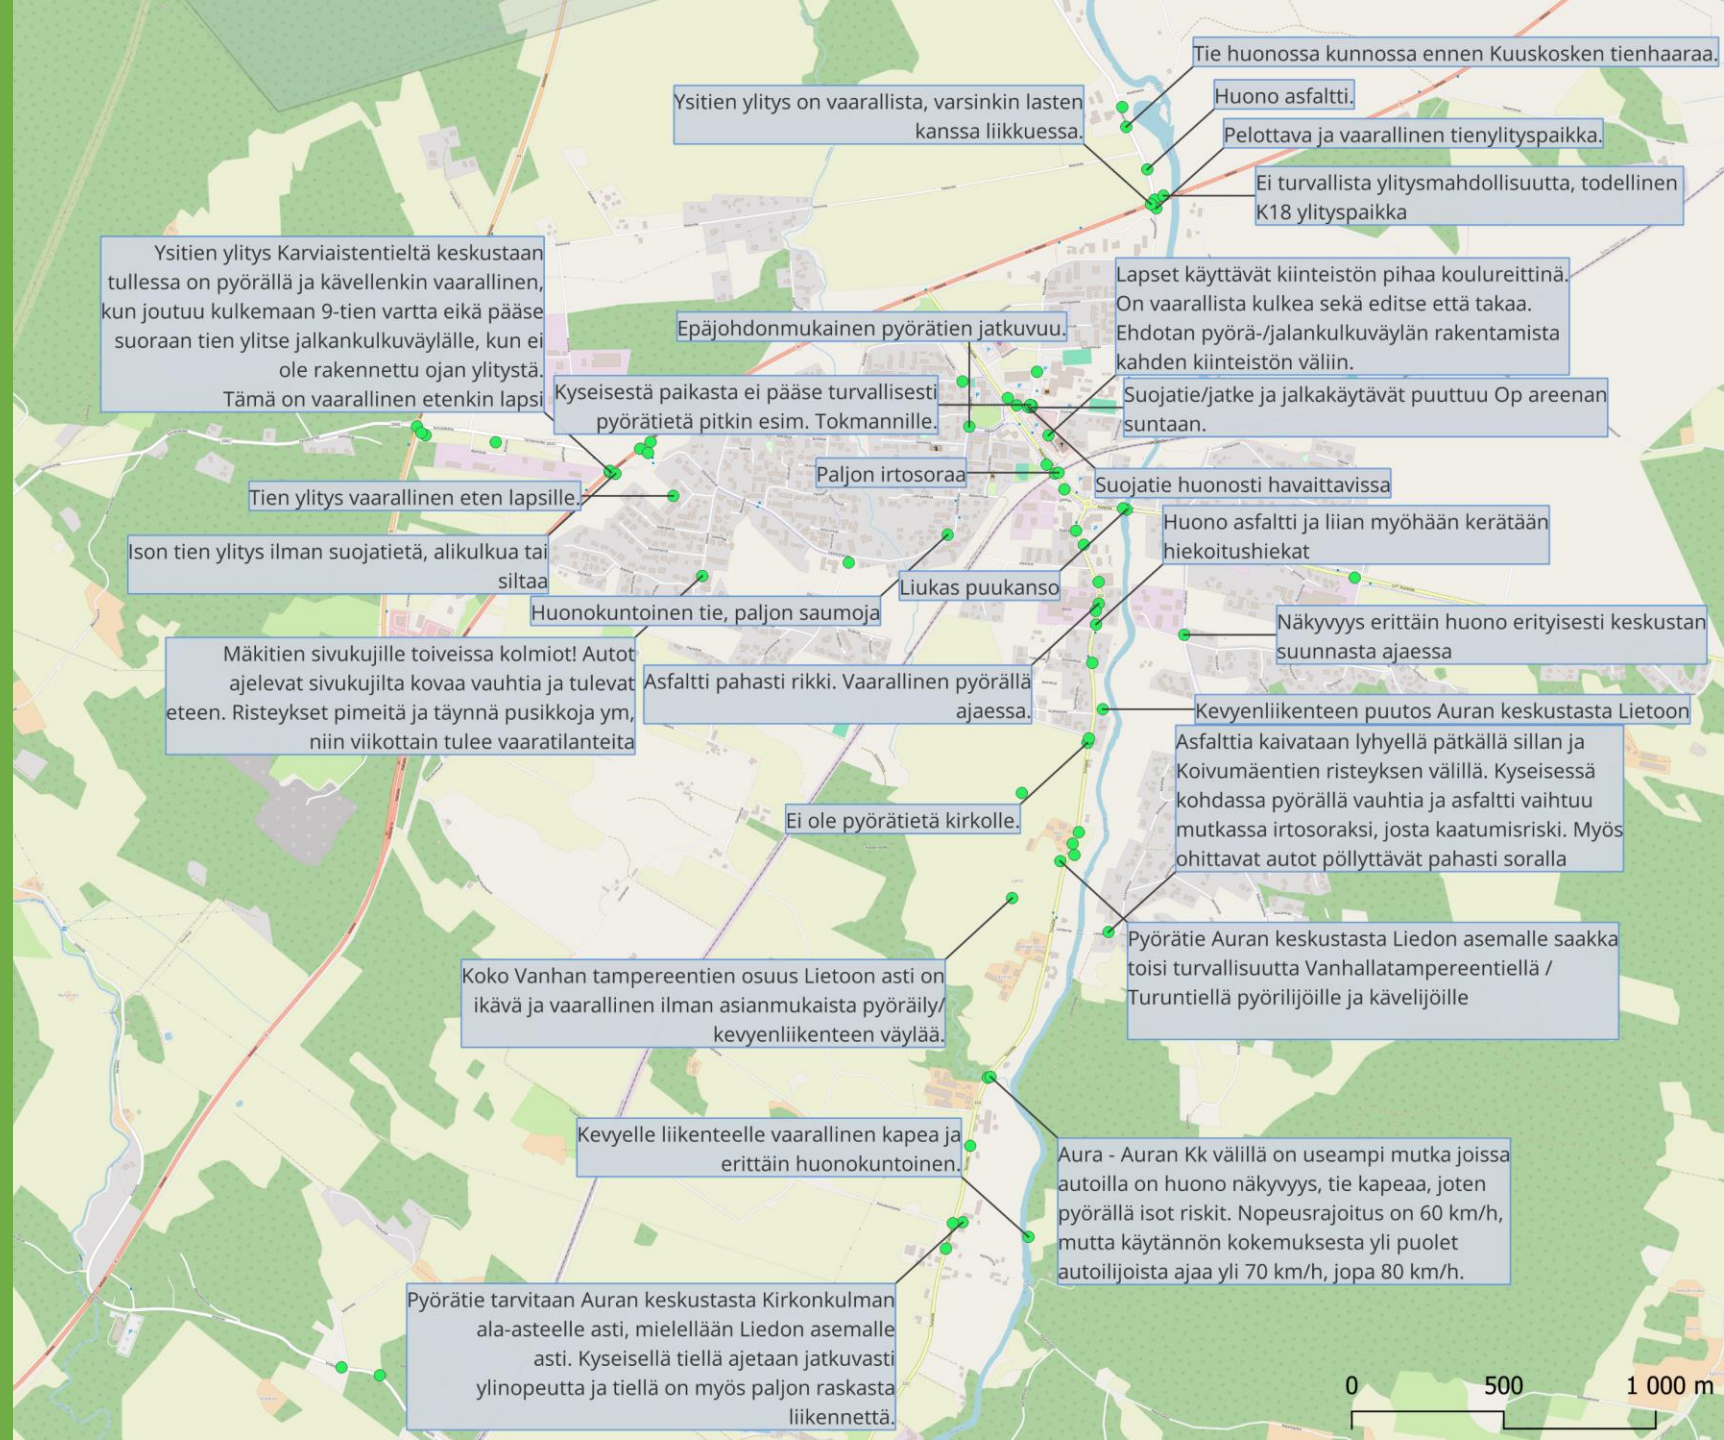 Tie huonossa kunnossa ennen Kuuskosken tienhaaraa.
Huono asfaltti.
Ysitien ylitys on vaarallista, varsinkin lasten
kanssa liikkuessa.
Pelottava ja vaarallinen tienylityspaikka.
Ei turvallista ylitysmahdollisuutta, todellinen
K18 ylityspaikka
Ysitien ylitys Karviaistentieltä keskustaan
tullessa on pyörällä ja kävellenkin vaarallinen,
kun joutuu kulkemaan 9-tien vartta eikä pääse
suoraan tien ylitse jalkankulkuväylälle, kun ei
ole rakennettu ojan ylitystä.
Tämä on vaarallinen etenkin lapsi
Lapset käyttävät kiinteistön pihaa koulureittinä.
On vaarallista kulkea sekä editse että takaa.
Ehdotan pyörä-/jalankulkuväylän rakentamista
kahden kiinteistön väliin.
Epäjohdonmukainen pyörätien jatkuvuu.
Kyseisestä paikasta ei pääse turvallisesti
pyörätietä pitkin esim. Tokmannille.
Suojatie/jatke ja jalkakäytävät puuttuu Op areenan
suntaan.
Paljon irtosoraa
Suojatie huonosti havaittavissa
Tien ylitys vaarallinen eten lapsille.
Huono asfaltti ja liian myöhään kerätään
hiekoitushiekat
Ison tien ylitys ilman suojatietä, alikulkua tai
siltaa
Liukas puukanso
Huonokuntoinen tie, paljon saumoja
Näkyvyys erittäin huono erityisesti keskustan
suunnasta ajaessa
Mäkitien sivukujille toiveissa kolmiot! Autot
ajelevat sivukujilta kovaa vauhtia ja tulevat
eteen. Risteykset pimeitä ja täynnä pusikkoja ym,
niin viikottain tulee vaaratilanteita
Asfaltti pahasti rikki. Vaarallinen pyörällä
ajaessa.
Kevyenliikenteen puutos Auran keskustasta Lietoon
Asfalttia kaivataan lyhyellä pätkällä sillan ja
Koivumäentien risteyksen välillä. Kyseisessä
kohdassa pyörällä vauhtia ja asfaltti vaihtuu
mutkassa irtosoraksi, josta kaatumisriski. Myös
ohittavat autot pöllyttävät pahasti soralla
Ei ole pyörätietä kirkolle.
Pyörätie Auran keskustasta Liedon asemalle saakka
toisi turvallisuutta Vanhallatampereentiellä /
Turuntiellä pyörilijöille ja kävelijöille
Koko Vanhan tampereentien osuus Lietoon asti on
ikävä ja vaarallinen ilman asianmukaista pyöräily/
kevyenliikenteen väylää.
Kevyelle liikenteelle vaarallinen kapea ja
erittäin huonokuntoinen.
Aura - Auran Kk välillä on useampi mutka joissa
autoilla on huono näkyvyys, tie kapeaa, joten
pyörällä isot riskit. Nopeusrajoitus on 60 km/h,
mutta käytännön kokemuksesta yli puolet
autoilijoista ajaa yli 70 km/h, jopa 80 km/h.
Pyörätie tarvitaan Auran keskustasta Kirkonkulman
ala-asteelle asti, mielellään Liedon asemalle
asti. Kyseisellä tiellä ajetaan jatkuvasti
ylinopeutta ja tiellä on myös paljon raskasta
liikennettä.
0 500 1 000 m